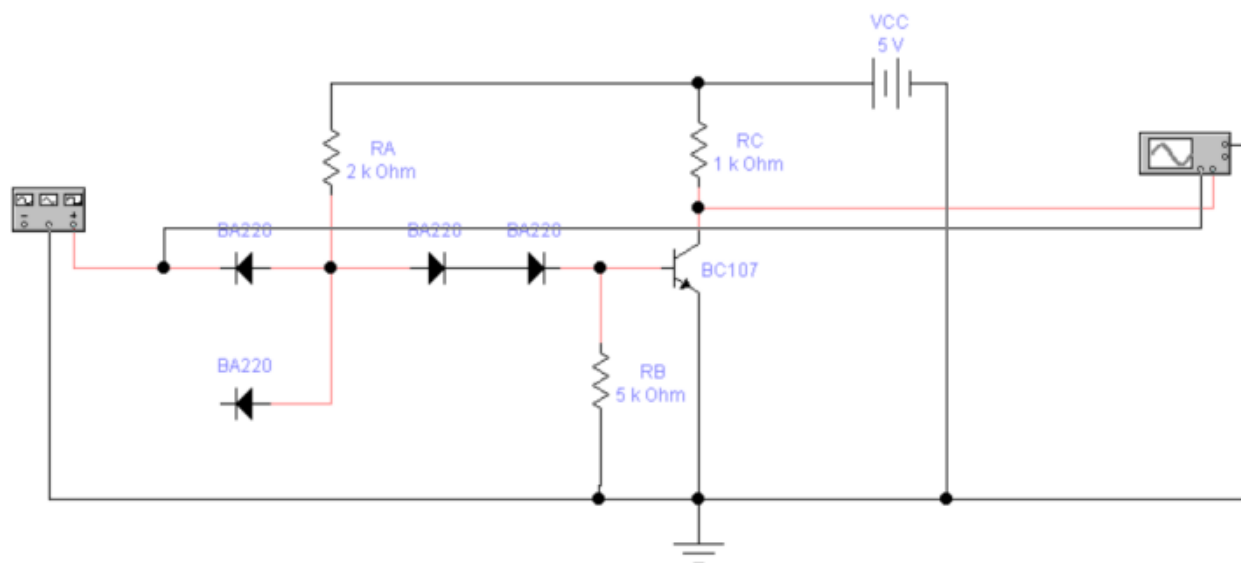 VCC
5 V
RA
2 k Ohm
RC
1 k Ohm
BA220
BA220
BA220
BC107
BA220
RB
5 k Ohm